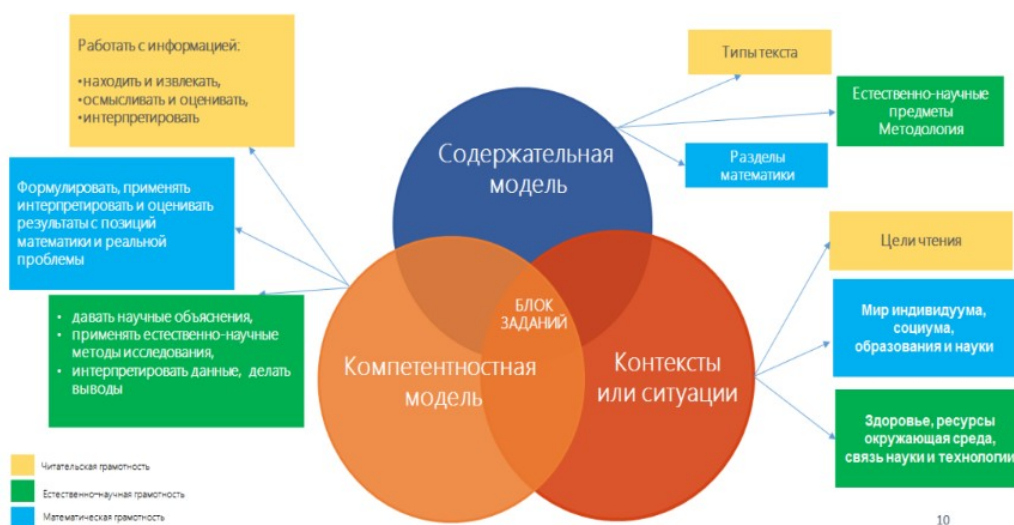 Работать с информацией:
•находить и извлекать,
•осмысливать и оценивать,
•интерпретировать
Формулировать, применять
интерпретировать и оценивать
результаты с позиций
математики и реальной
проблемы
• давать научные объяснения,
• применять естественно-научные
методы исследования,
• интерпретировать данные, делать
выводы
Содержательная
модель
Типы текста
Естественно-научные
предметы
Методология
Разделы
математики
БЛОК
ЗАДАНИЙ
Компетентностная
модель
Контексты
или ситуации
Цели чтения
Мир индивидуума,
социума,
образования и науки
Здоровье, ресурсы
окружающая среда,
связь науки и технологии
Читательская грамотность
Естественно-научная грамотность
Математическая грамотность
10